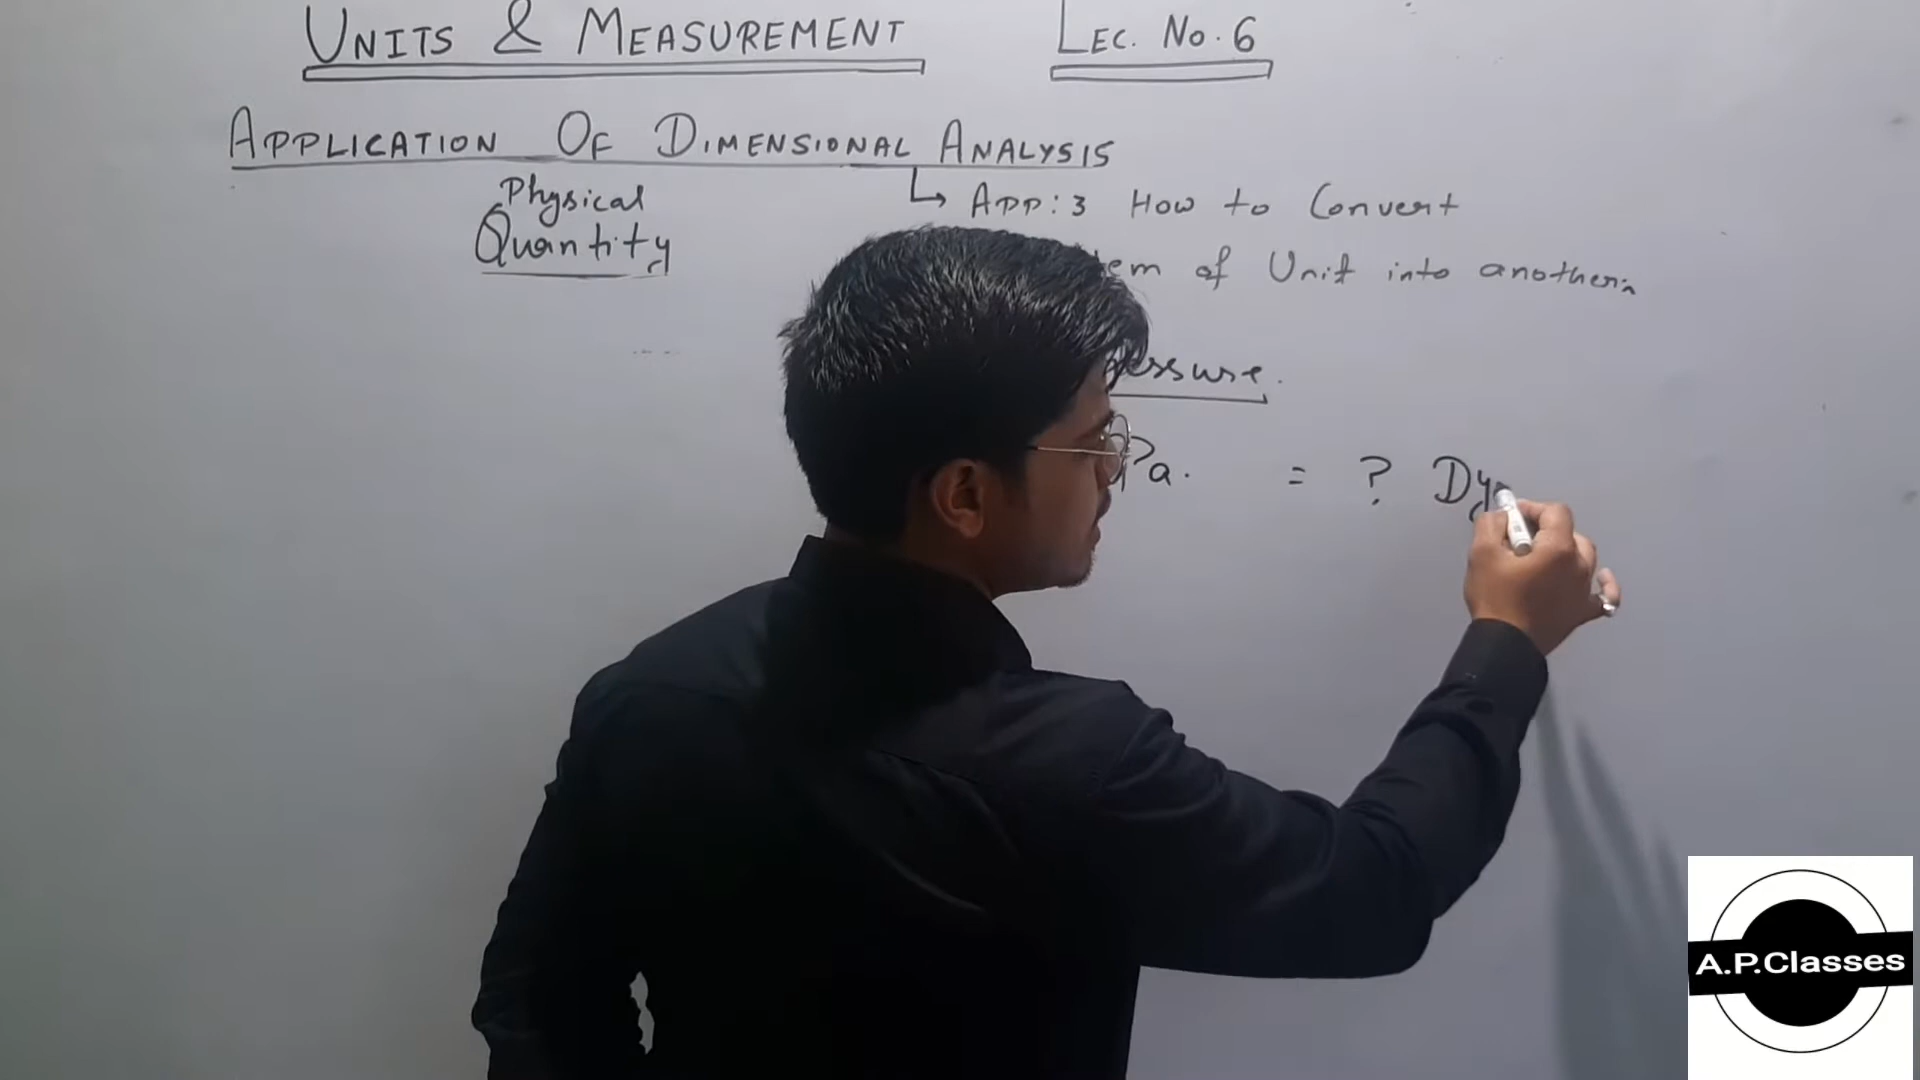 UNITS & MEASUREMENT LEC. No. 6
APPLICATION OF DIMENSIONAL ANALYSIS
Physical
Quantity
↳ APP: 3 How to Convert
of Unit into another:
Pa. = ? Dy
A.P.Classes